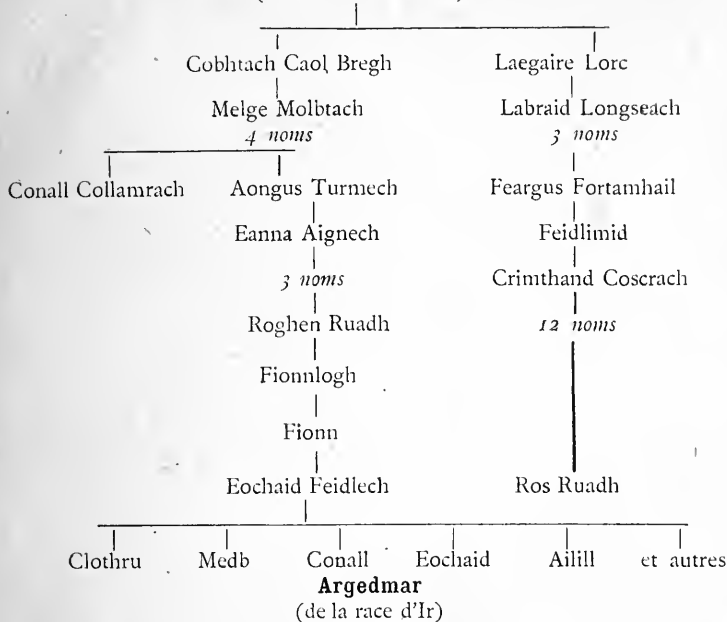 Cobhtach Caol Bregh Laegaire Lorc
Melge Molbtach Labraid Longseach
4 noms 3 noms
Conall Collamrach Aongus Turmech Feargus Fortamhail
Eanna Aignech Feidlimid
3 noms Crimthand Coscrach
Roghen Ruadh 12 noms
Fionnlogh
Fionn
Eochaid Feidlech Ros Ruadh
Clothru Medb Conall Eochaid Ailill et autres
Argedmar
(de la race d'Ir)